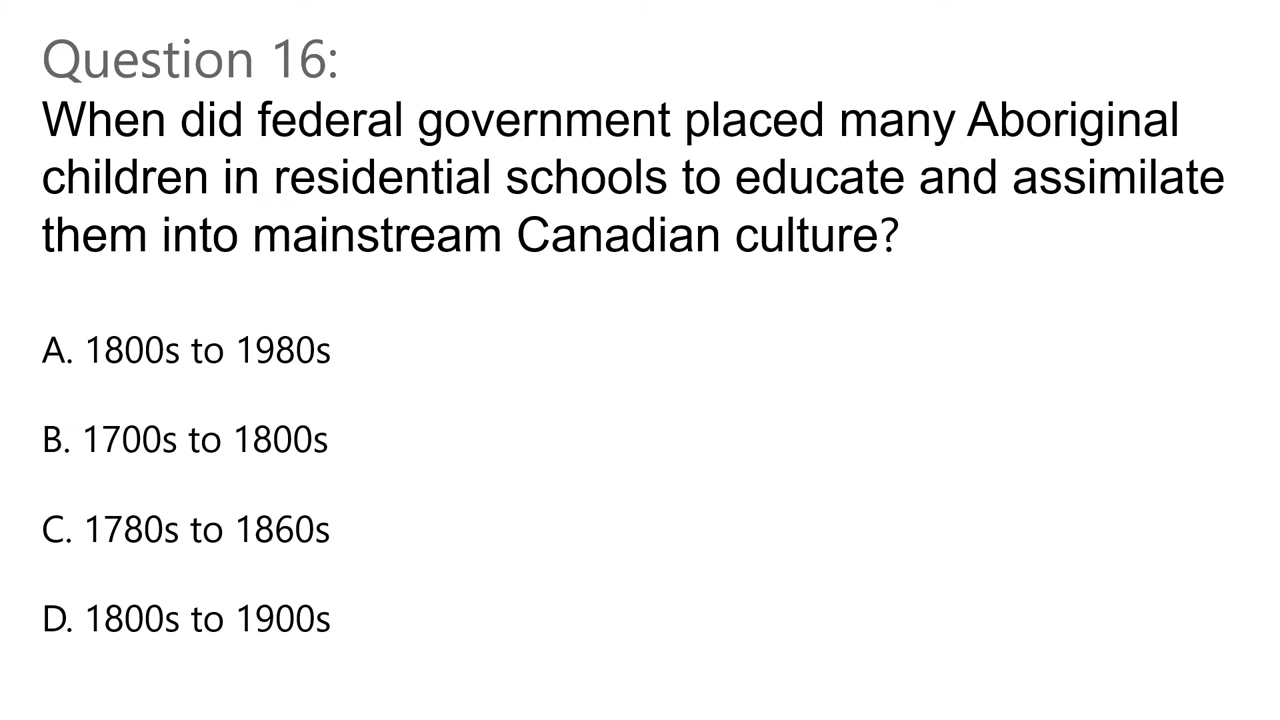 Question 16:
When did federal government placed many Aboriginal
children in residential schools to educate and assimilate
them into mainstream Canadian culture?
A. 1800s to 1980s
B. 1700s to 1800s
C. 1780s to 1860s
D. 1800s to 1900s